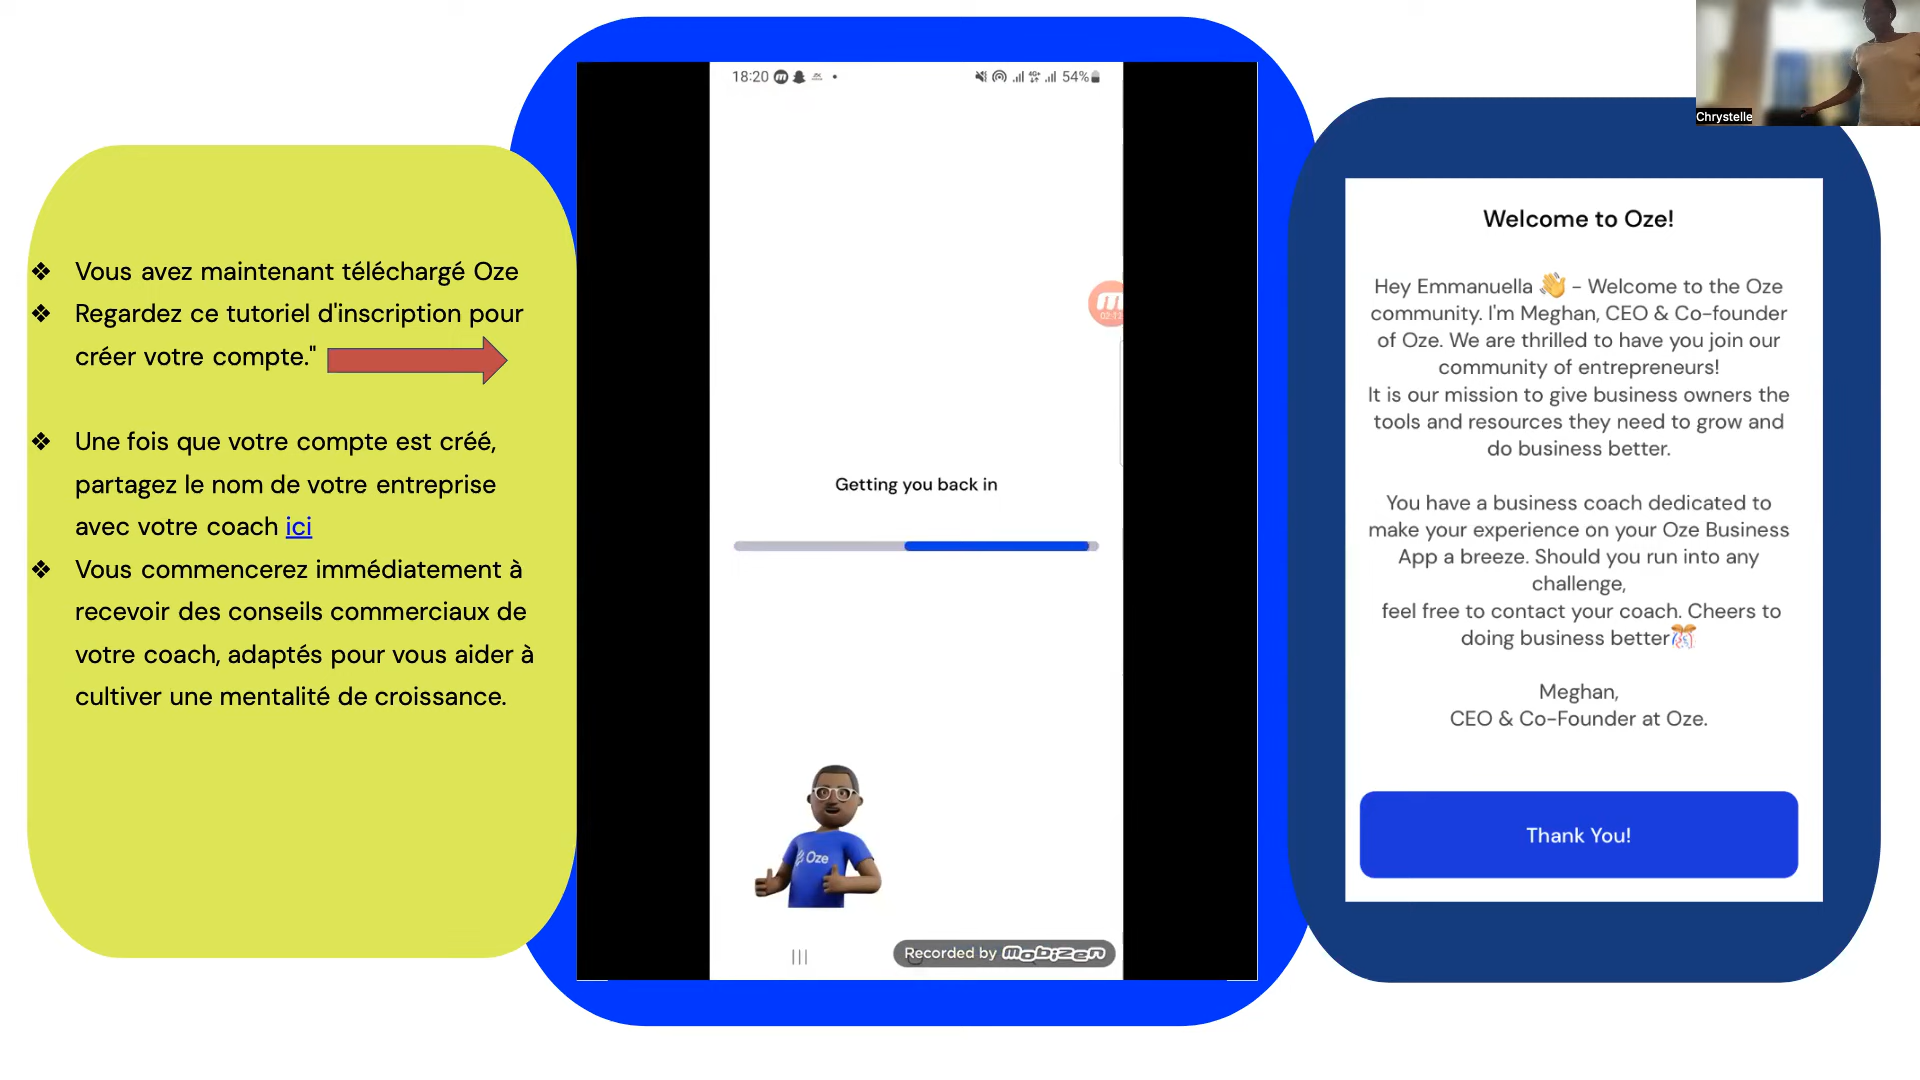 Chrystelle
❖ Vous avez maintenant téléchargé Oze
❖ Regardez ce tutoriel d'inscription pour
créer votre compte."
❖ Une fois que votre compte est créé,
partagez le nom de votre entreprise
avec votre coach ici
❖ Vous commencerez immédiatement à
recevoir des conseils commerciaux de
votre coach, adaptés pour vous aider à
cultiver une mentalité de croissance.
18:20
4G+ 54%
Getting you back in
Oze
Recorded by mobizen
Welcome to Oze!
Hey Emmanuella 👋 - Welcome to the Oze
community. I'm Meghan, CEO & Co-founder
of Oze. We are thrilled to have you join our
community of entrepreneurs!
It is our mission to give business owners the
tools and resources they need to grow and
do business better.
You have a business coach dedicated to
make your experience on your Oze Business
App a breeze. Should you run into any
challenge,
feel free to contact your coach. Cheers to
doing business better🎊
Meghan,
CEO & Co-Founder at Oze.
Thank You!